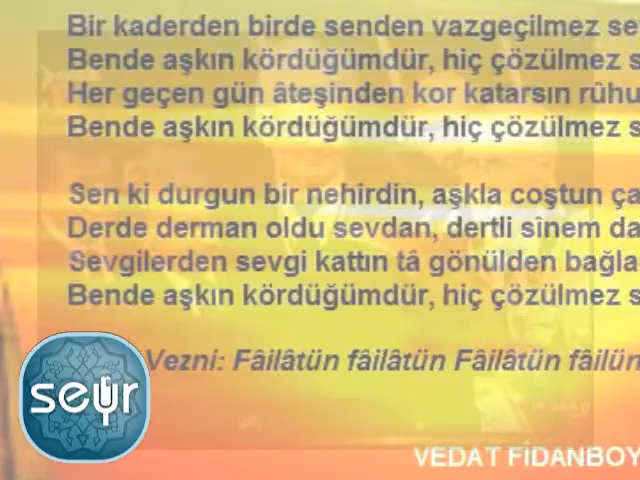 Bir kaderden birde senden vazgeçilmez se
Bende aşkın kördüğümdür, hiç çözülmez s
Her geçen gün âteşinden kor katarsın rûhu
Bende aşkın kördüğümdür, hiç çözülmez s
Sen ki durgun bir nehirdin, aşkla coştun ça
Derde derman oldu sevdan, dertli sînem da
Sevgilerden sevgi kattın tâ gönülden bağla
Bende aşkın kördüğümdür, hiç çözülmez s
Vezni: Fâilâtün fâilâtün Fâilâtün fâilün
seyr
VEDAT FİDANBOY